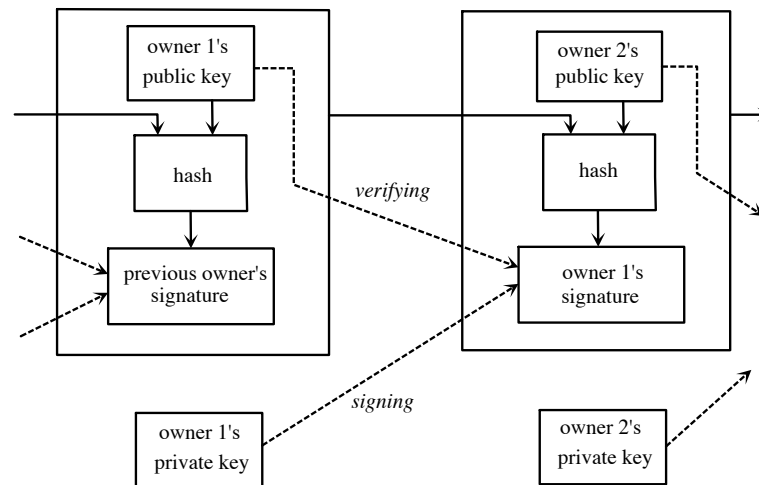 owner 1's
public key
owner 2's
public key
hash
hash
verifying
previous owner's
signature
owner 1's
signature
signing
owner 1's
private key
owner 2's
private key